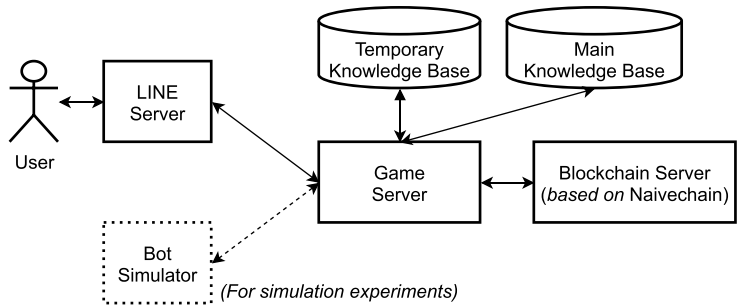 Temporary
Knowledge Base
Main
Knowledge Base
LINE
Server
User
Game
Server
Blockchain Server
(based on Naivechain)
Bot
Simulator
(For simulation experiments)